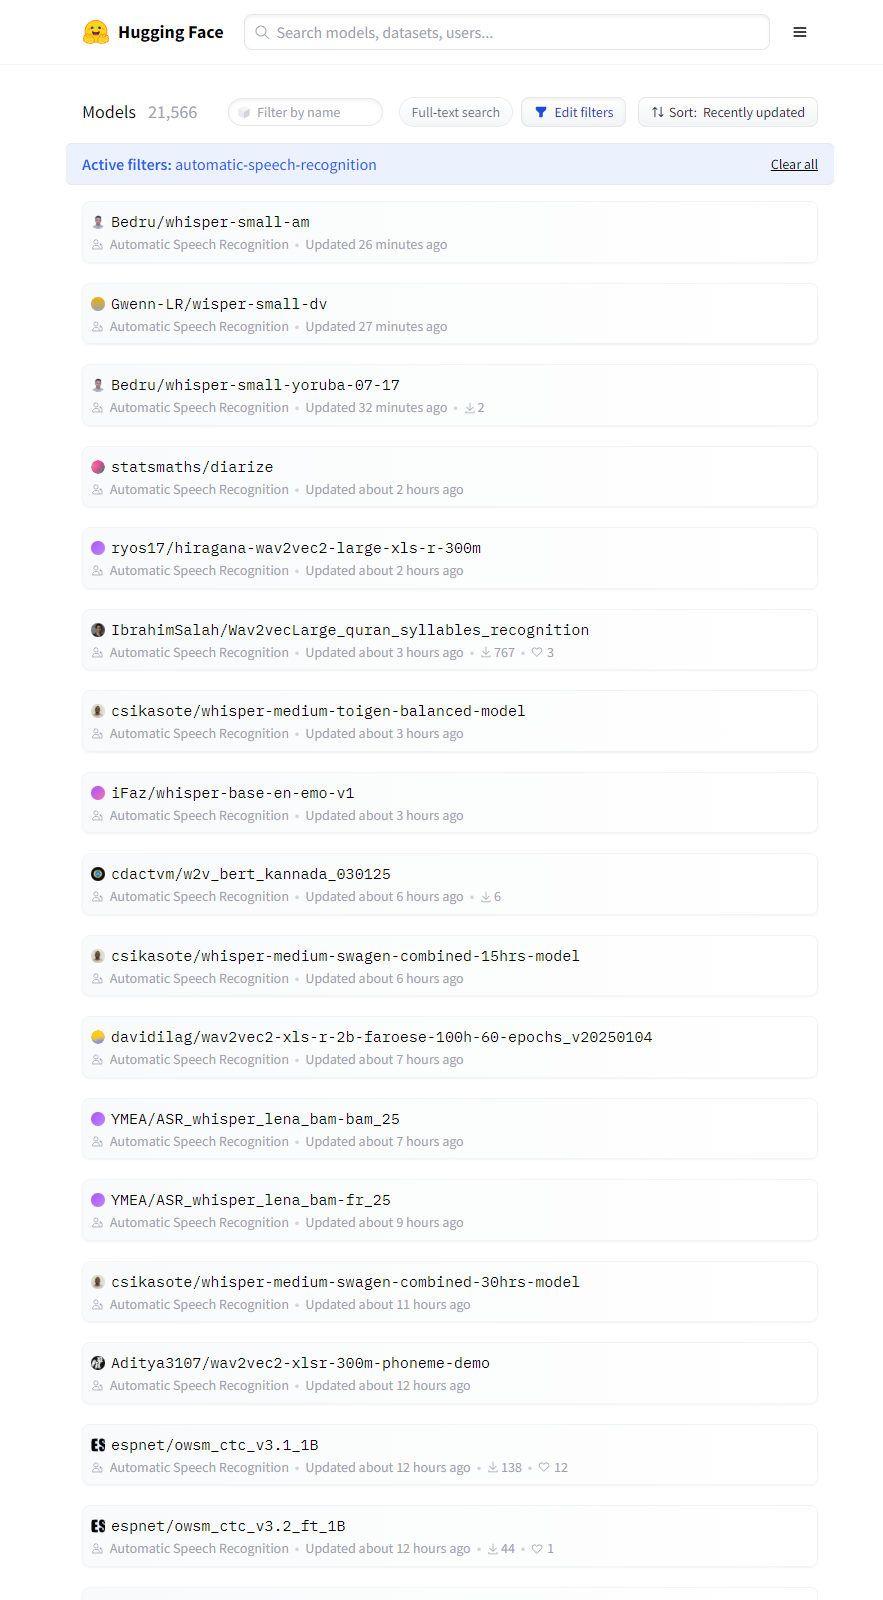 Hugging Face
Search models, datasets, users...
Models 21,566
Filter by name
Full-text search
Edit filters
Sort: Recently updated
Active filters: automatic-speech-recognition
Clear all
Bedru/whisper-small-am
Automatic Speech Recognition • Updated 26 minutes ago
Gwenn-LR/wisper-small-dv
Automatic Speech Recognition • Updated 27 minutes ago
Bedru/whisper-small-yoruba-07-17
Automatic Speech Recognition • Updated 32 minutes ago • 2
statsmaths/diarize
Automatic Speech Recognition • Updated about 2 hours ago
ryos17/hiragana-wav2vec2-large-xls-r-300m
Automatic Speech Recognition • Updated about 2 hours ago
IbrahimSalah/Wav2vecLarge_quran_syllables_recognition
Automatic Speech Recognition • Updated about 3 hours ago • 767 • 3
csikasote/whisper-medium-toigen-balanced-model
Automatic Speech Recognition • Updated about 3 hours ago
iFaz/whisper-base-en-emo-v1
Automatic Speech Recognition • Updated about 3 hours ago
cdactvm/w2v_bert_kannada_030125
Automatic Speech Recognition • Updated about 6 hours ago • 6
csikasote/whisper-medium-swagen-combined-15hrs-model
Automatic Speech Recognition • Updated about 6 hours ago
davidilag/wav2vec2-xls-r-2b-faroese-100h-60-epochs_v20250104
Automatic Speech Recognition • Updated about 7 hours ago
YMEA/ASR_whisper_lena_bam-bam_25
Automatic Speech Recognition • Updated about 7 hours ago
YMEA/ASR_whisper_lena_bam-fr_25
Automatic Speech Recognition • Updated about 9 hours ago
csikasote/whisper-medium-swagen-combined-30hrs-model
Automatic Speech Recognition • Updated about 11 hours ago
Aditya3107/wav2vec2-xlsr-300m-phoneme-demo
Automatic Speech Recognition • Updated about 12 hours ago
ES espnet/owsm_ctc_v3.1_1B
Automatic Speech Recognition • Updated about 12 hours ago • 138 • 12
ES espnet/owsm_ctc_v3.2_ft_1B
Automatic Speech Recognition • Updated about 12 hours ago • 44 • 1